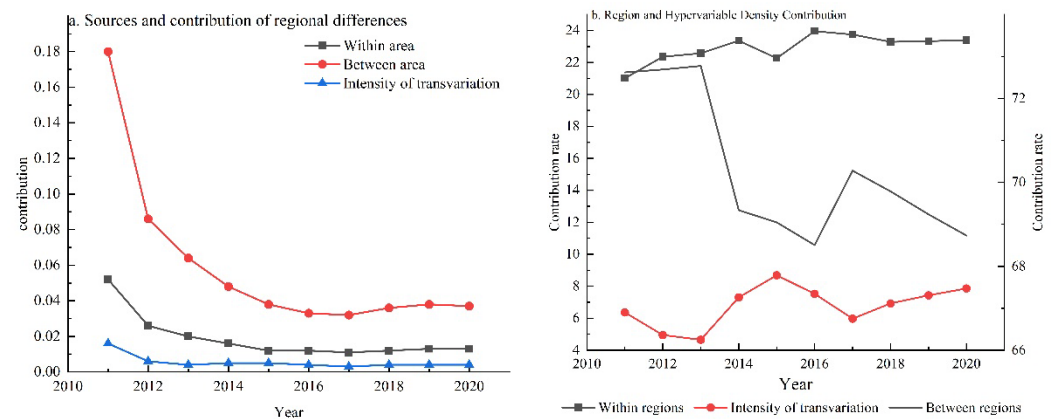 a. Sources and contribution of regional differences
Within area
Between area
Intensity of transvariation
contribution
0.18
0.16
0.14
0.12
0.10
0.08
0.06
0.04
0.02
0.00
2010
2012
2014
2016
2018
2020
Year
b. Region and Hypervariable Density Contribution
Contribution rate
24
22
20
18
16
14
12
10
8
6
4
72
70
68
66
Contribution rate
2010
2012
2014
2016
2018
2020
Year
Within regions
Intensity of transvariation
Between regions